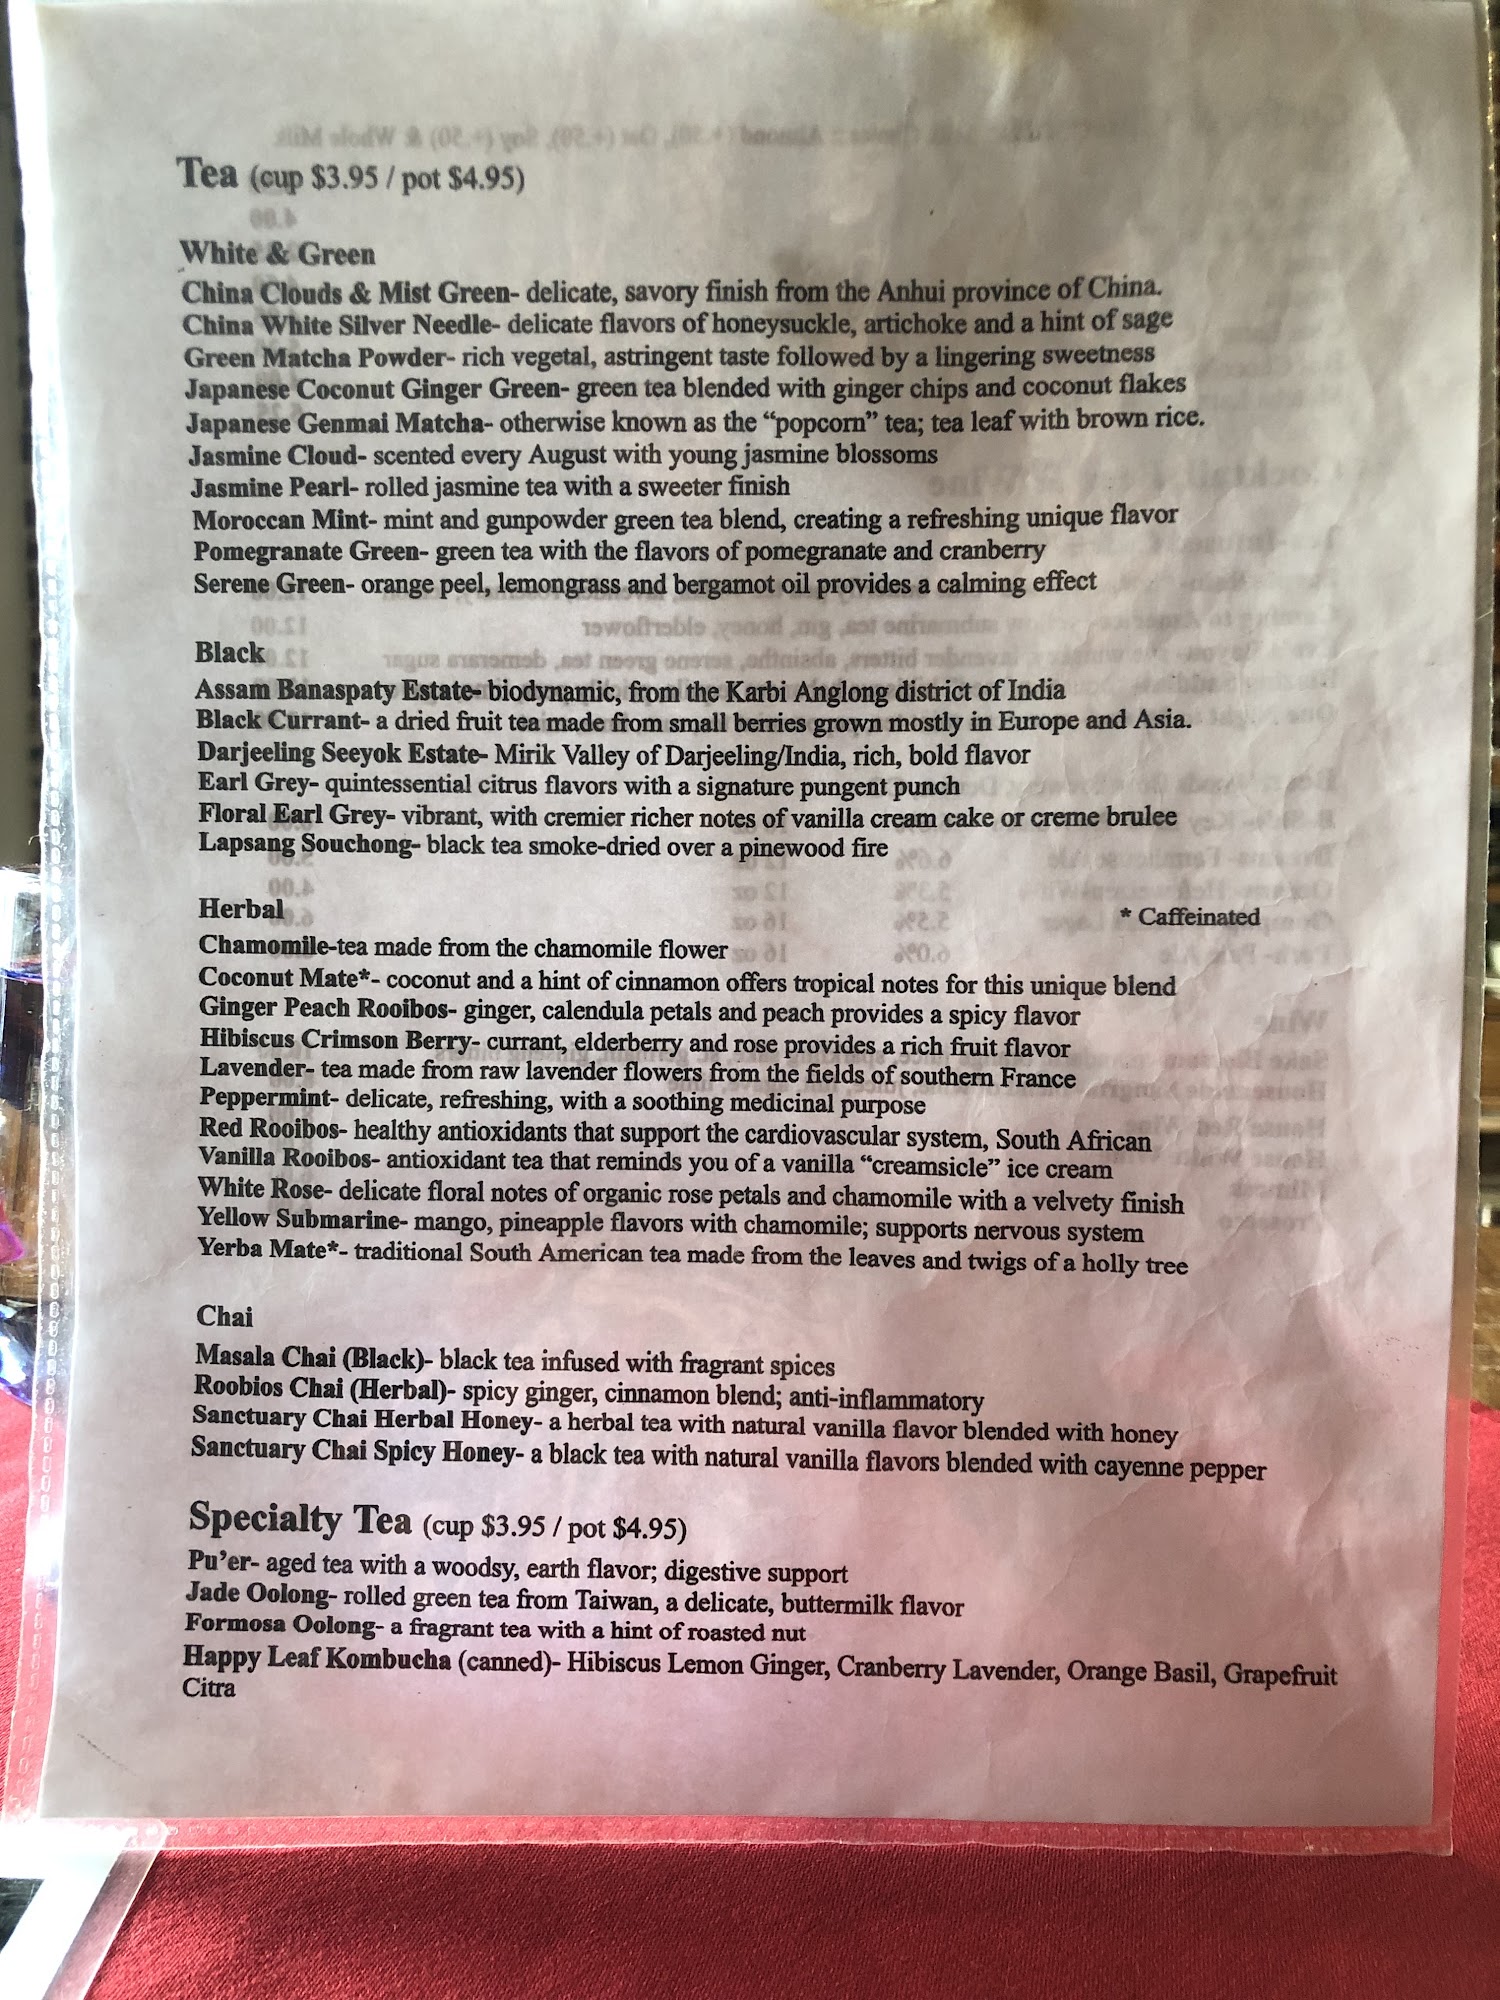 Tea (cup $3.95 / pot $4.95)
White & Green
China Clouds & Mist Green- delicate, savory finish from the Anhui province of China.
China White Silver Needle- delicate flavors of honeysuckle, artichoke and a hint of sage
Green Matcha Powder- rich vegetal, astringent taste followed by a lingering sweetness
Japanese Coconut Ginger Green- green tea blended with ginger chips and coconut flakes
Japanese Genmai Matcha- otherwise known as the “popcorn” tea; tea leaf with brown rice.
Jasmine Cloud- scented every August with young jasmine blossoms
Jasmine Pearl- rolled jasmine tea with a sweeter finish
Moroccan Mint- mint and gunpowder green tea blend, creating a refreshing unique flavor
Pomegranate Green- green tea with the flavors of pomegranate and cranberry
Serene Green- orange peel, lemongrass and bergamot oil provides a calming effect
Black
Assam Banaspaty Estate- biodynamic, from the Karbi Anglong district of India
Black Currant- a dried fruit tea made from small berries grown mostly in Europe and Asia.
Darjeeling Seeyok Estate- Mirik Valley of Darjeeling/India, rich, bold flavor
Earl Grey- quintessential citrus flavors with a signature pungent punch
Floral Earl Grey- vibrant, with cremier richer notes of vanilla cream cake or creme brulee
Lapsang Souchong- black tea smoke-dried over a pinewood fire
Herbal * Caffeinated
Chamomile-tea made from the chamomile flower
Coconut Mate*- coconut and a hint of cinnamon offers tropical notes for this unique blend
Ginger Peach Rooibos- ginger, calendula petals and peach provides a spicy flavor
Hibiscus Crimson Berry- currant, elderberry and rose provides a rich fruit flavor
Lavender- tea made from raw lavender flowers from the fields of southern France
Peppermint- delicate, refreshing, with a soothing medicinal purpose
Red Rooibos- healthy antioxidants that support the cardiovascular system, South African
Vanilla Rooibos- antioxidant tea that reminds you of a vanilla “creamsicle” ice cream
White Rose- delicate floral notes of organic rose petals and chamomile with a velvety finish
Yellow Submarine- mango, pineapple flavors with chamomile; supports nervous system
Yerba Mate*- traditional South American tea made from the leaves and twigs of a holly tree
Chai
Masala Chai (Black)- black tea infused with fragrant spices
Roobios Chai (Herbal)- spicy ginger, cinnamon blend; anti-inflammatory
Sanctuary Chai Herbal Honey- a herbal tea with natural vanilla flavor blended with honey
Sanctuary Chai Spicy Honey- a black tea with natural vanilla flavors blended with cayenne pepper
Specialty Tea (cup $3.95 / pot $4.95)
Pu’er- aged tea with a woodsy, earth flavor; digestive support
Jade Oolong- rolled green tea from Taiwan, a delicate, buttermilk flavor
Formosa Oolong- a fragrant tea with a hint of roasted nut
Happy Leaf Kombucha (canned)- Hibiscus Lemon Ginger, Cranberry Lavender, Orange Basil, Grapefruit
Citra